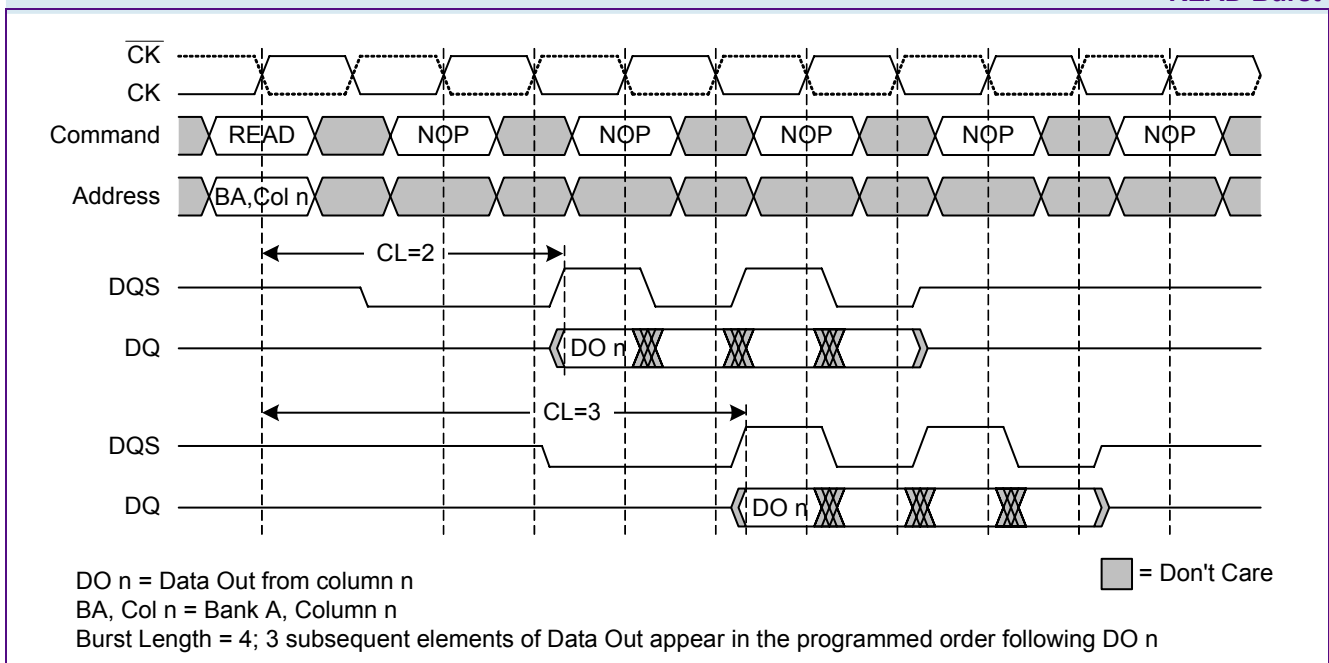 CK
CK
Command READ NOP NOP NOP NOP NOP
Address BA,Col n
CL=2
DQS
DQ DO n
CL=3
DQS
DQ DO n
DO n = Data Out from column n
= Don't Care
BA, Col n = Bank A, Column n
Burst Length = 4; 3 subsequent elements of Data Out appear in the programmed order following DO n